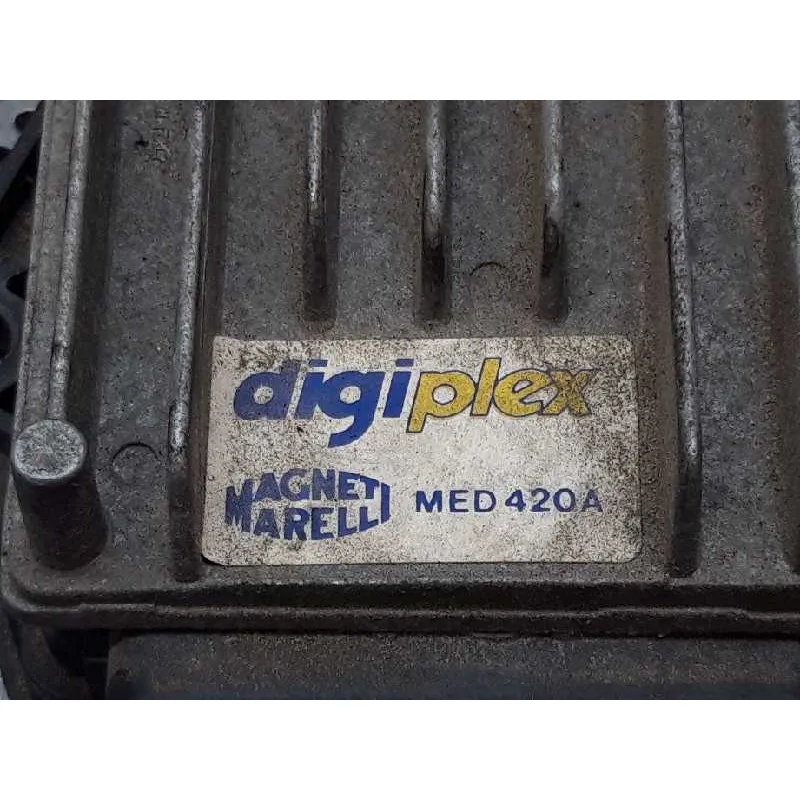 digiplex
MAGNETI
MARELLI
MED 420A